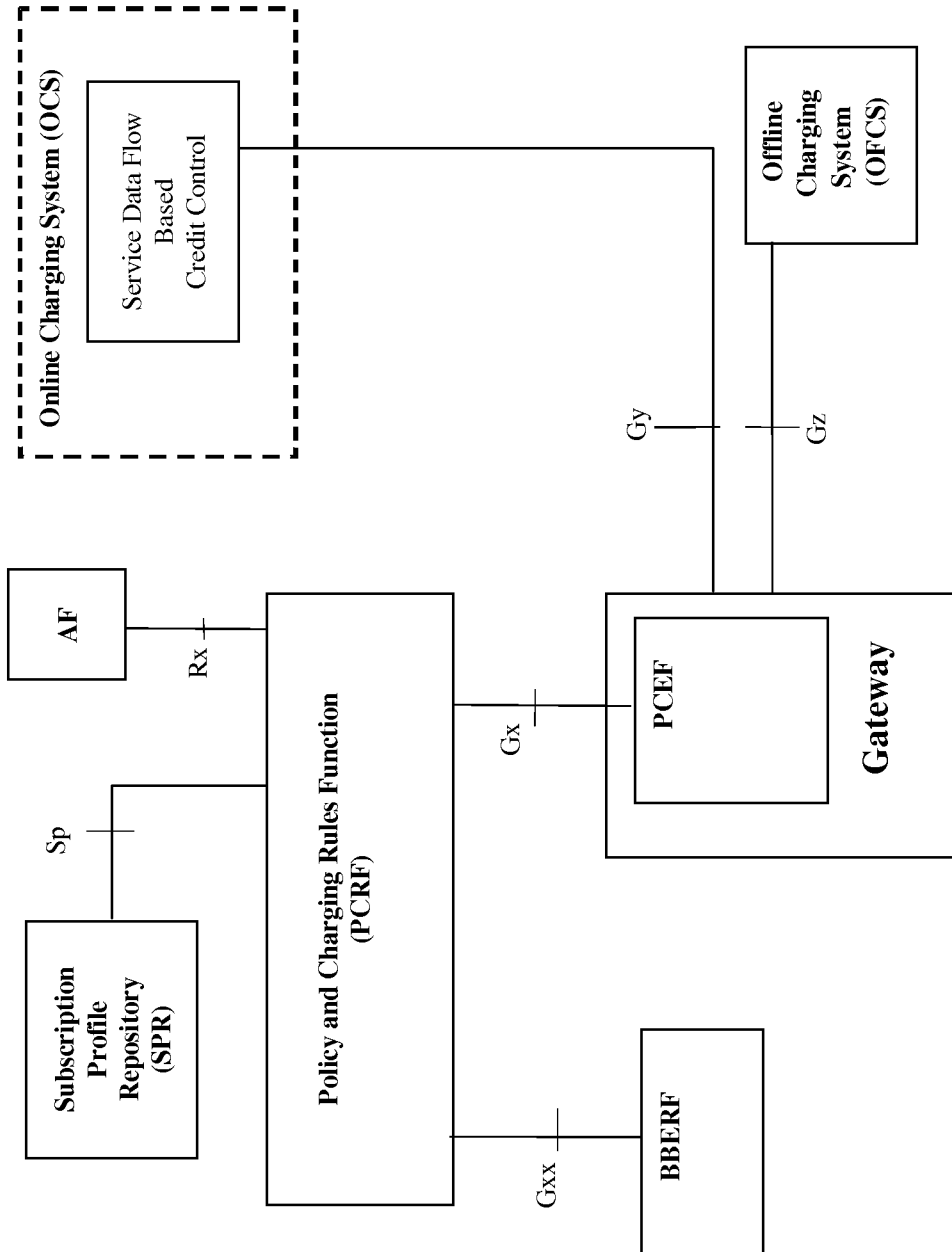 Subscription
Profile
Repository
(SPR)
Sp
AF
Rx
Online Charging System (OCS)
Service Data Flow
Based
Credit Control
Policy and Charging Rules Function
(PCRF)
Gxx
Gx
Gy
Gz
BBERF
PCEF
Gateway
Offline
Charging
System
(OFCS)